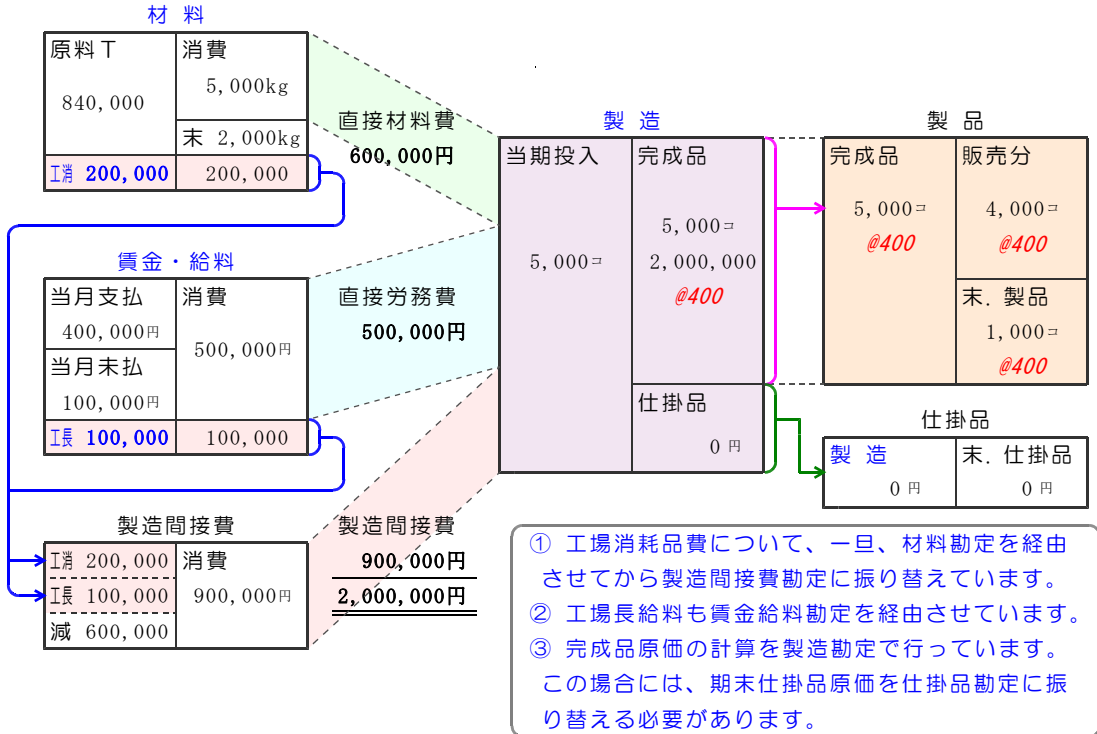 材 料
原料T
消費
5,000kg
840,000
末 2,000kg
工消 200,000
200,000
直接材料費
600,000円
賃金・給料
当月支払
消費
400,000円
500,000円
当月未払
100,000円
工長 100,000
100,000
直接労務費
500,000円
製造間接費
工消 200,000
消費
工長 100,000
900,000円
減 600,000
製造間接費
900,000円
2,000,000円
製 造
当期投入
完成品
5,000コ
5,000コ
2,000,000
@400
仕掛品
0 円
製 品
完成品
販売分
5,000コ
4,000コ
@400
@400
末. 製品
1,000コ
@400
仕掛品
製 造
末. 仕掛品
0 円
0 円
① 工場消耗品費について、一旦、材料勘定を経由
させてから製造間接費勘定に振り替えています。
② 工場長給料も賃金給料勘定を経由させています。
③ 完成品原価の計算を製造勘定で行っています。
この場合には、期末仕掛品原価を仕掛品勘定に振
り替える必要があります。